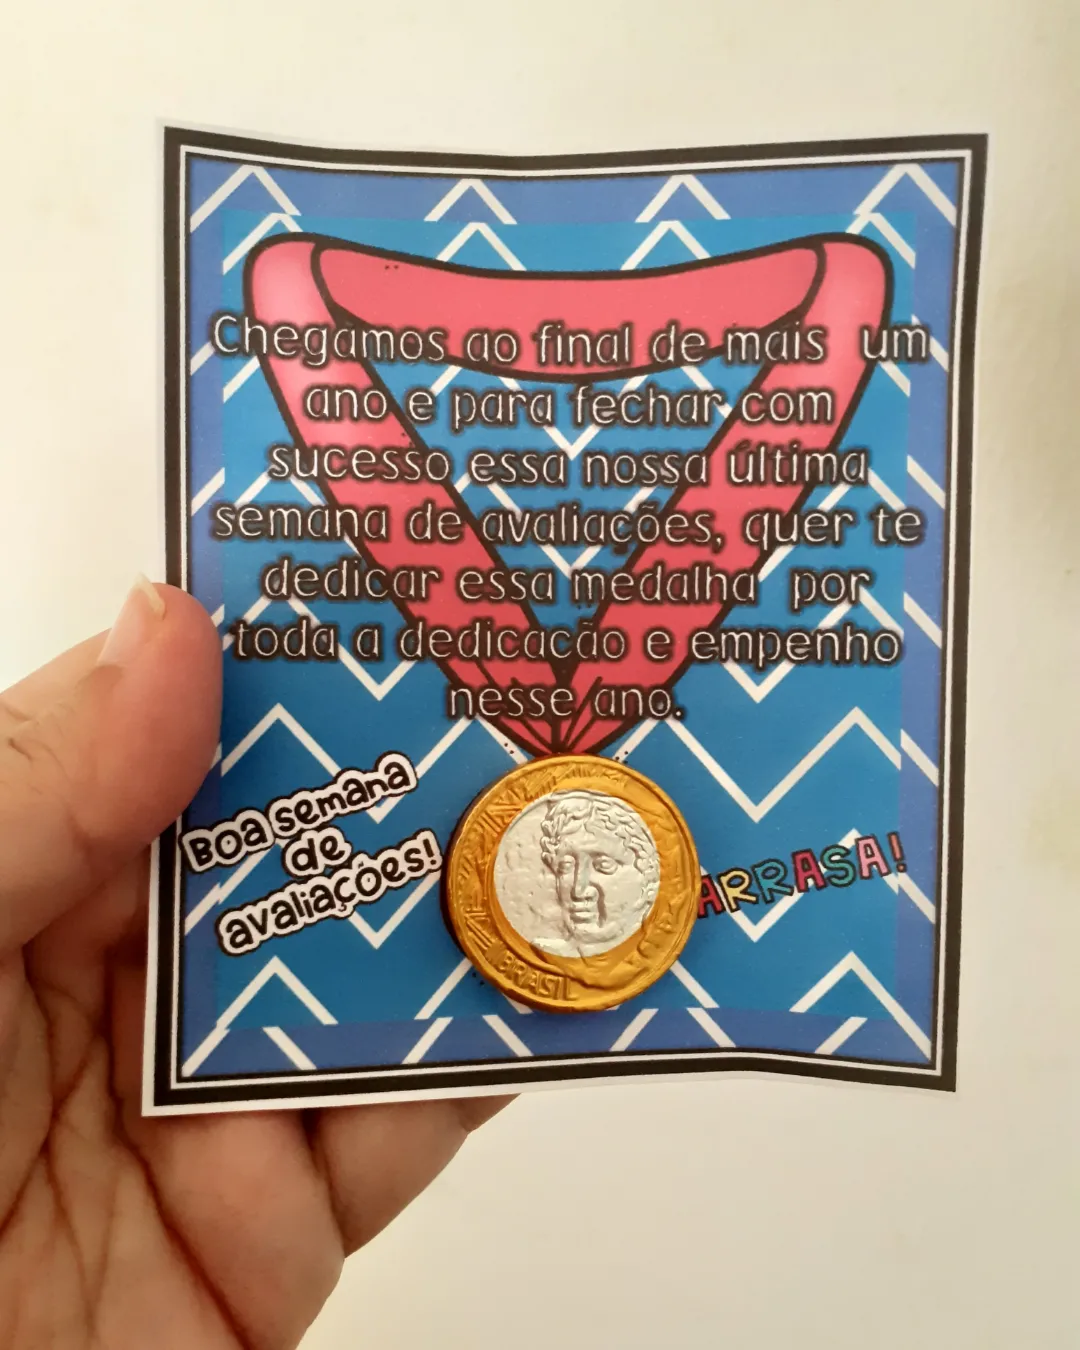 Chegamos ao final de mais um
ano e para fechar com
sucesso essa nossa última
semana de avaliações, quer te
dedicar essa medalha por
toda a dedicacão e empenho
nesse ano.
Boa semana
de
avaliações!
ARRASA!
BRASIL